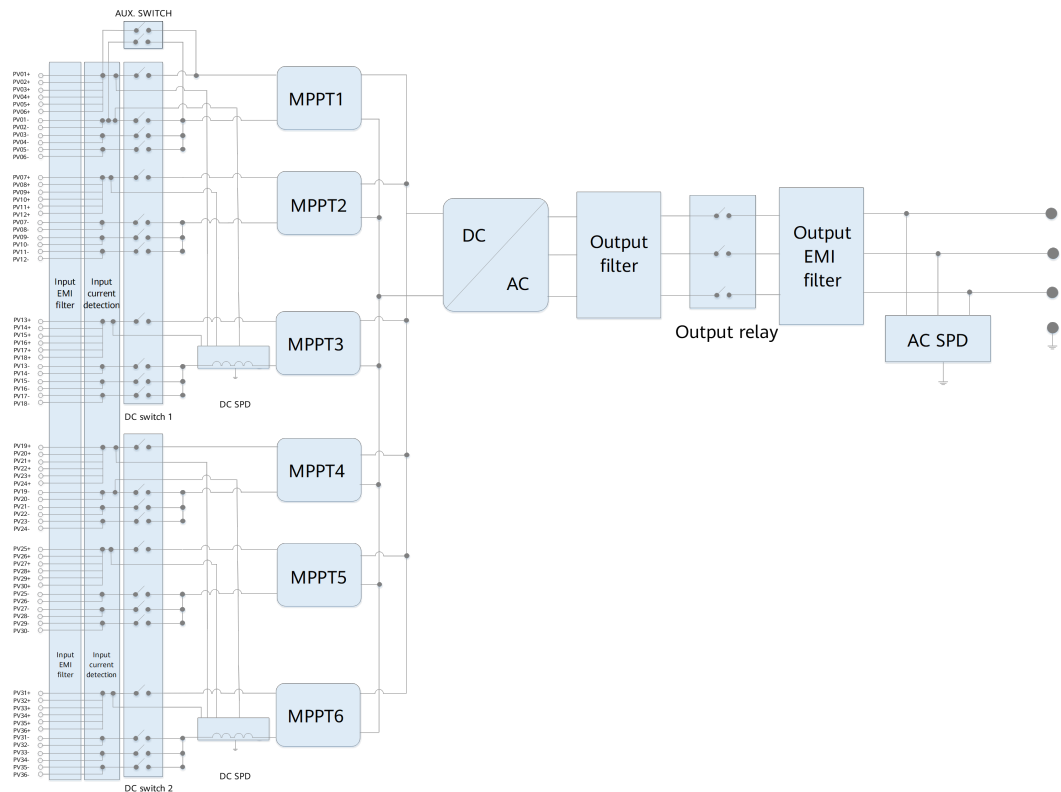 AUX. SWITCH
PV01+
PV02+
PV03+
PV04+
PV05+
PV06+
PV01-
PV02-
PV03-
PV04-
PV05-
PV06-
MPPT1
PV07+
PV08+
PV09+
PV10+
PV11+
PV12+
PV07-
PV08-
PV09-
PV10-
PV11-
PV12-
MPPT2
Input
EMI
filter
Input
current
detection
PV13+
PV14+
PV15+
PV16+
PV17+
PV18+
PV13-
PV14-
PV15-
PV16-
PV17-
PV18-
MPPT3
DC SPD
DC switch 1
PV19+
PV20+
PV21+
PV22+
PV23+
PV24+
PV19-
PV20-
PV21-
PV22-
PV23-
PV24-
MPPT4
PV25+
PV26+
PV27+
PV28+
PV29+
PV30+
PV25-
PV26-
PV27-
PV28-
PV29-
PV30-
MPPT5
Input
EMI
filter
Input
current
detection
PV31+
PV32+
PV33+
PV34+
PV35+
PV36+
PV31-
PV32-
PV33-
PV34-
PV35-
PV36-
MPPT6
DC SPD
DC switch 2
DC
AC
Output
filter
Output relay
Output
EMI
filter
AC SPD